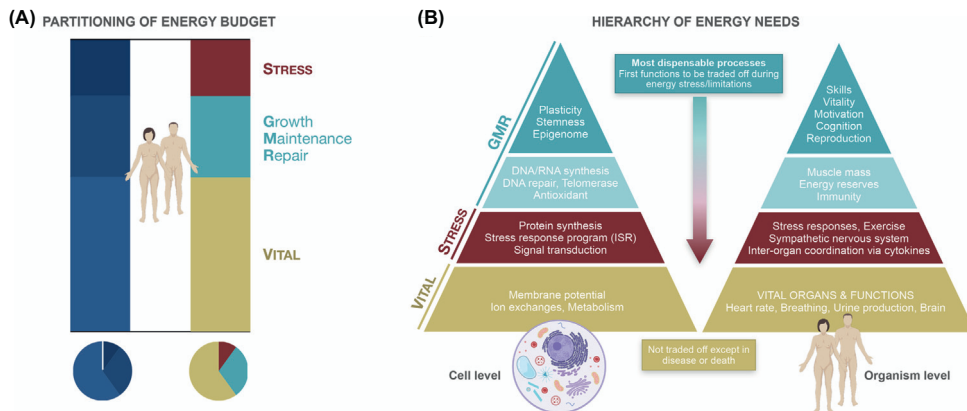 (A) PARTITIONING OF ENERGY BUDGET
STRESS
Growth
Maintenance
Repair
VITAL
(B) HIERARCHY OF ENERGY NEEDS
GMR
STRESS
VITAL
Plasticity
Stemness
Epigenome
DNA/RNA synthesis
DNA repair, Telomerase
Antioxidant
Protein synthesis
Stress response program (ISR)
Signal transduction
Membrane potential
Ion exchanges, Metabolism
Cell level
Most dispensable processes
First functions to be traded off during
energy stress/limitations
Not traded off except in
disease or death
Skills
Vitality
Motivation
Cognition
Reproduction
Muscle mass
Energy reserves
Immunity
Stress responses, Exercise
Sympathetic nervous system
Inter-organ coordination via cytokines
VITAL ORGANS & FUNCTIONS
Heart rate, Breathing, Urine production, Brain
Organism level